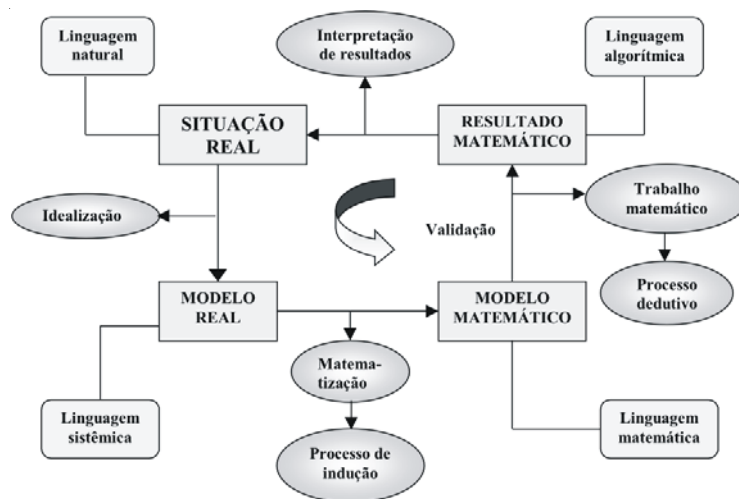 Linguagem
natural
Interpretação
de resultados
Linguagem
algorítmica
SITUAÇÃO
REAL
RESULTADO
MATEMÁTICO
Idealização
Validação
Trabalho
matemático
Processo
dedutivo
MODELO
REAL
MODELO
MATEMÁTICO
Matema-
tização
Linguagem
sistêmica
Processo de
indução
Linguagem
matemática